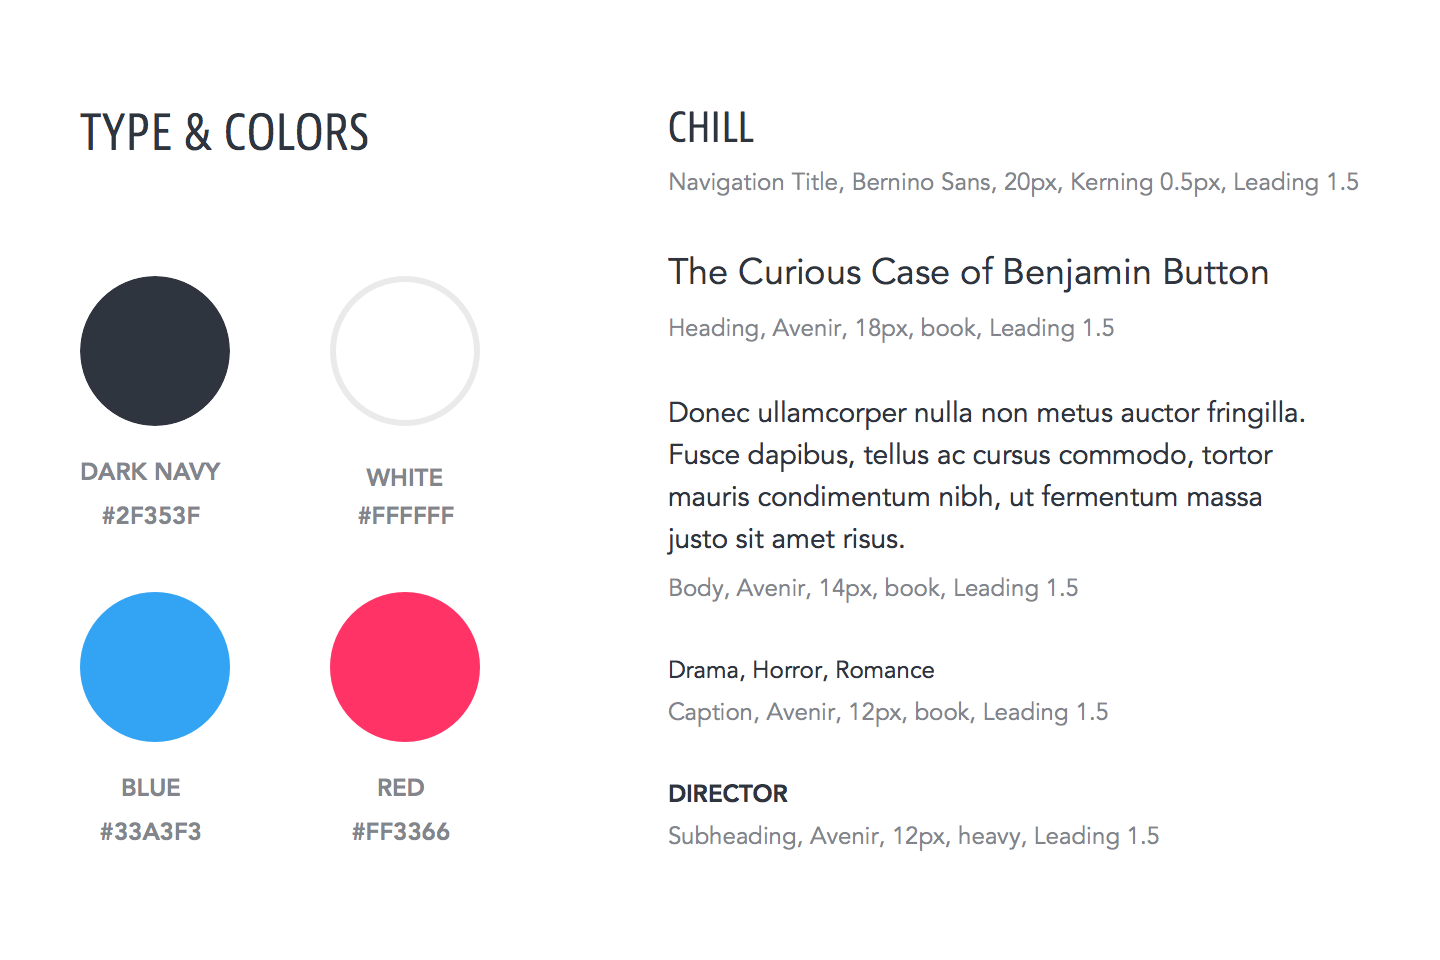 TYPE & COLORS
DARK NAVY
#2F353F
WHITE
#FFFFFF
BLUE
#33A3F3
RED
#FF3366
CHILL
Navigation Title, Bernino Sans, 20px, Kerning 0.5px, Leading 1.5
The Curious Case of Benjamin Button
Heading, Avenir, 18px, book, Leading 1.5
Donec ullamcorper nulla non metus auctor fringilla.
Fusce dapibus, tellus ac cursus commodo, tortor
mauris condimentum nibh, ut fermentum massa
justo sit amet risus.
Body, Avenir, 14px, book, Leading 1.5
Drama, Horror, Romance
Caption, Avenir, 12px, book, Leading 1.5
DIRECTOR
Subheading, Avenir, 12px, heavy, Leading 1.5